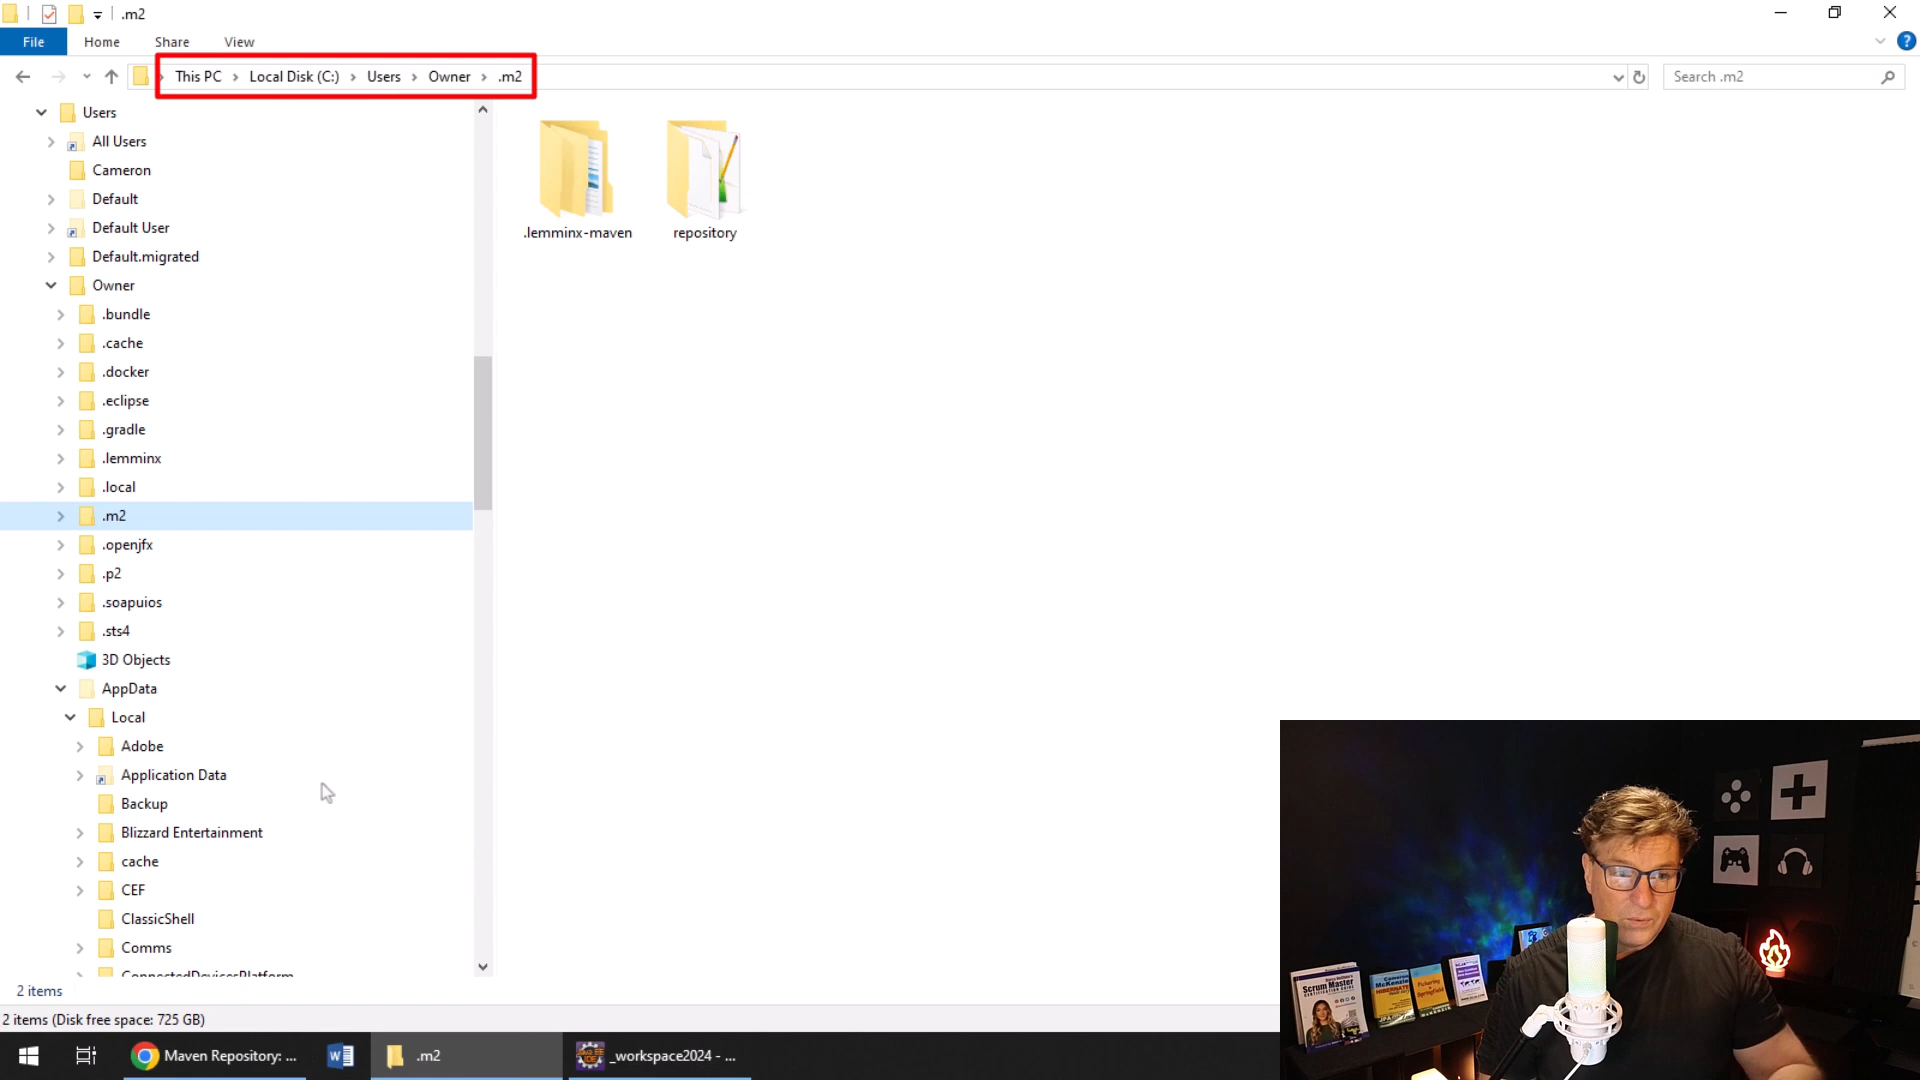 .m2
File Home Share View
This PC Local Disk (C:) Users Owner .m2
Search .m2
Users
All Users
Cameron
Default
Default User
Default.migrated
Owner
.bundle
.cache
.docker
.eclipse
.gradle
.lemminx
.local
.m2
.openjfx
.p2
.soapuios
.sts4
3D Objects
AppData
Local
Adobe
Application Data
Backup
Blizzard Entertainment
cache
CEF
ClassicShell
Comms
ConnectedDevicesPlatform
.lemminx-maven
repository
2 items
2 items (Disk free space: 725 GB)
Maven Repository: ...
.m2
_workspace2024 - ...
Scrum Master